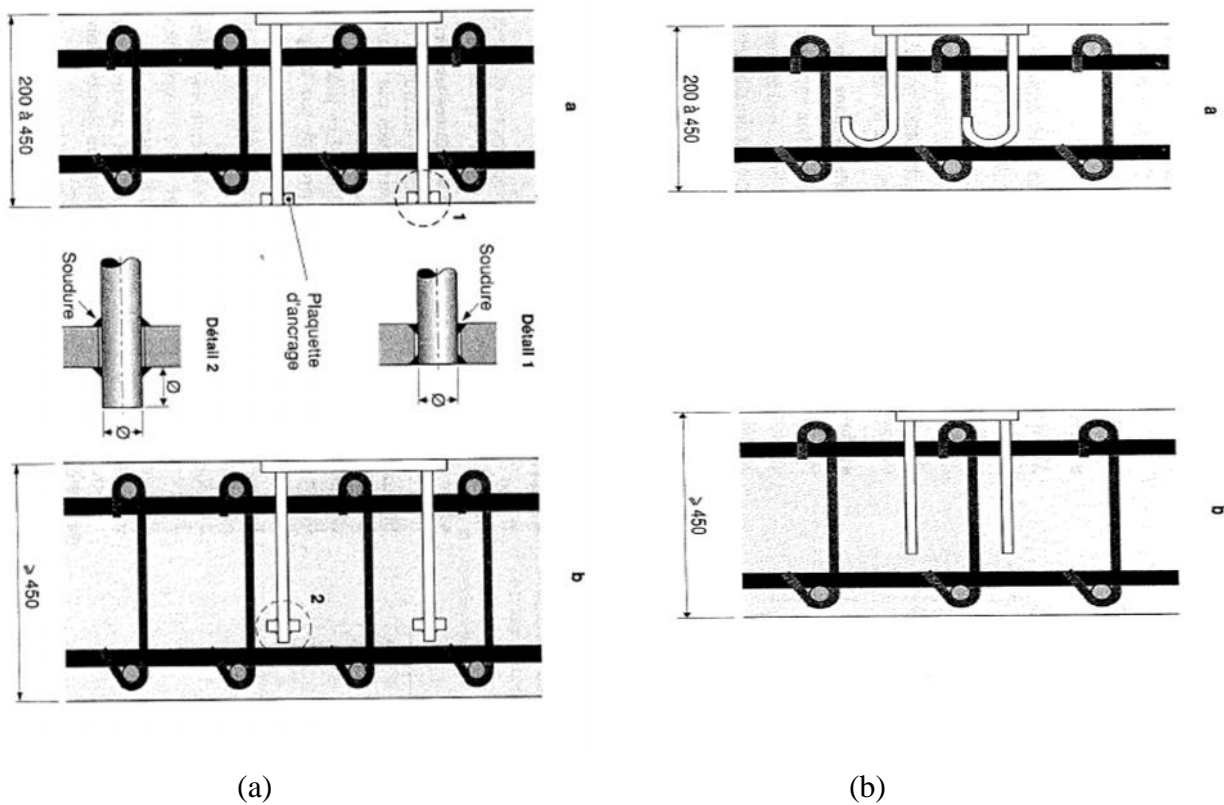 200 à 450
a
1
Soudure
Plaquette
d'ancrage
Soudure
Détail 2
Détail 1
Ø
Ø
Ø
≥ 450
b
2
200 à 450
a
≥ 450
b
(a)
(b)